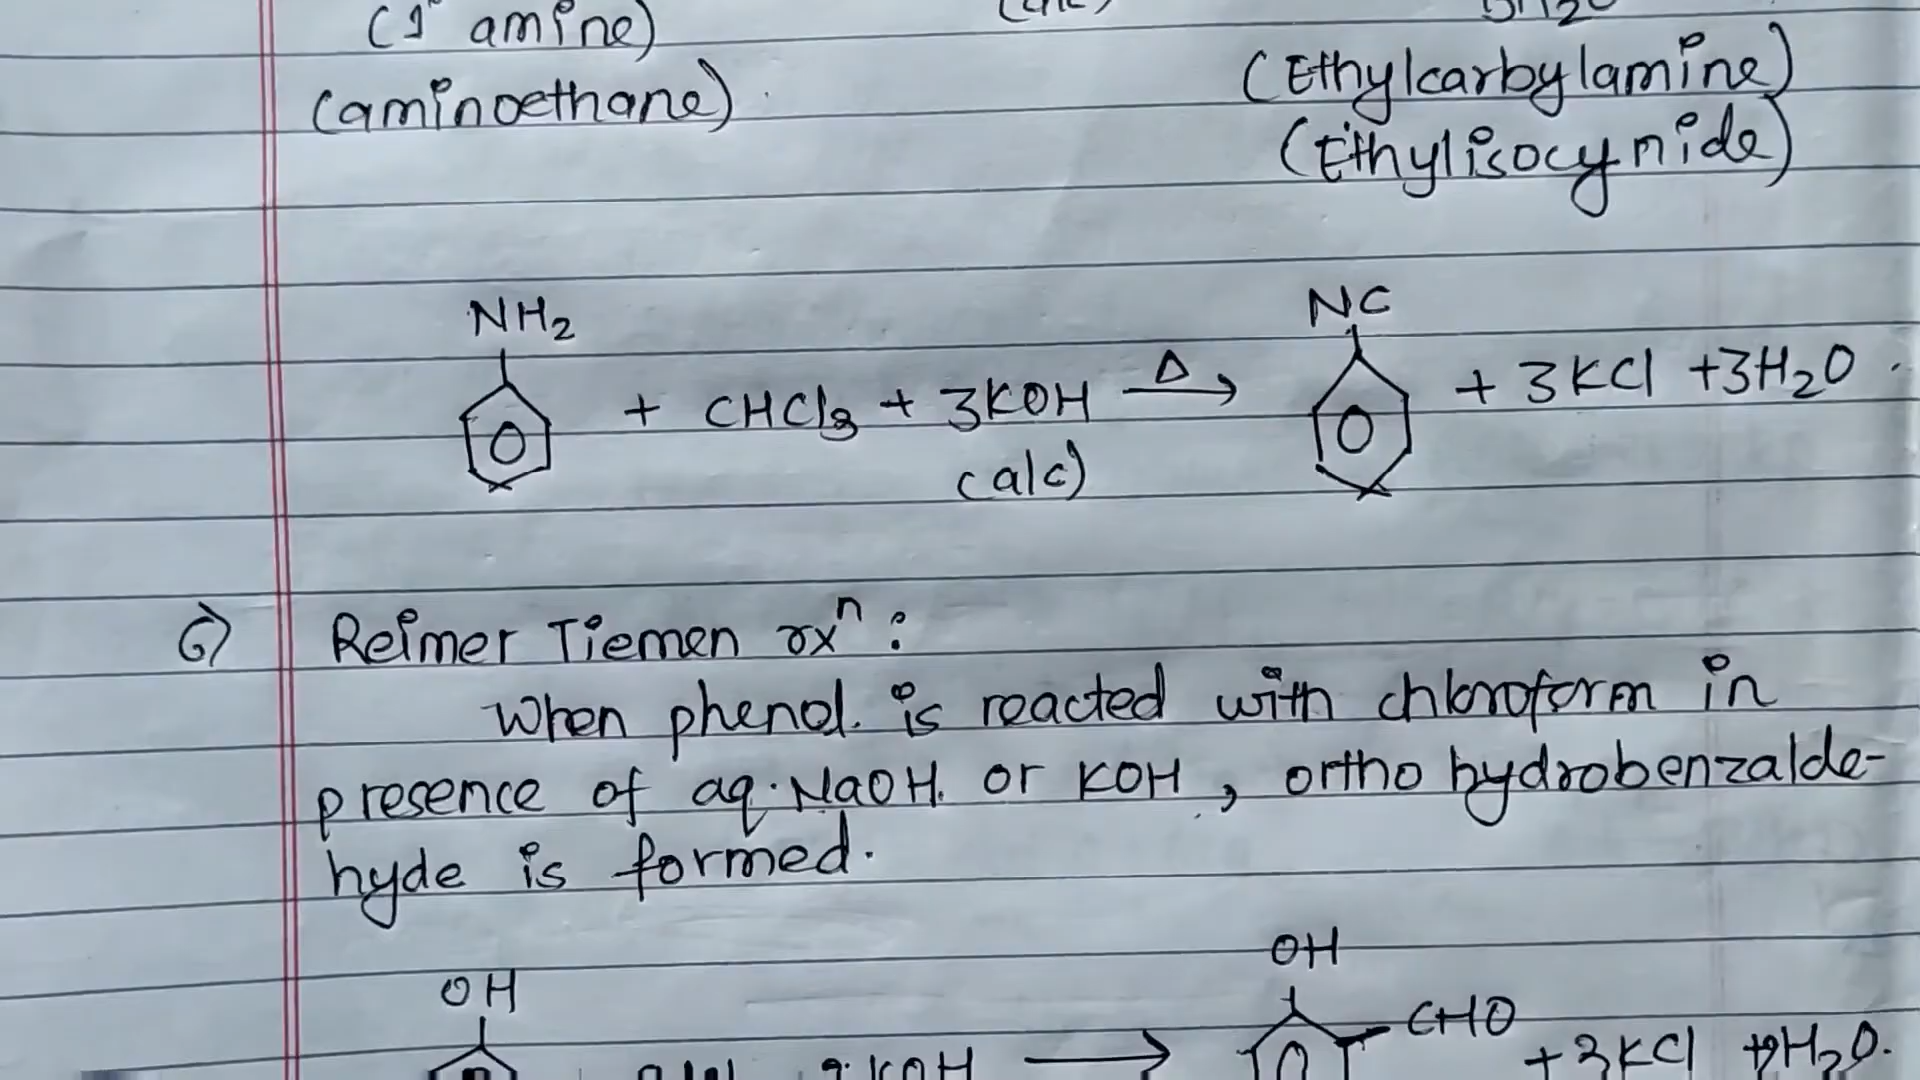 (1° amine)
(aminoethane)
(Ethylcarbylamine)
(Ethylisocynide)
NH2
NC
+ CHCl3 + 3KOH Δ→ + 3KCl +3H2O.
(alc)
6) Reimer Tiemen rxn :
When phenol. is reacted with chloroform in
presence of aq. NaOH. or KOH, ortho hydrobenzalde-
hyde is formed.
OH
OH
CHO
KOH → +3KCl +2H2O.